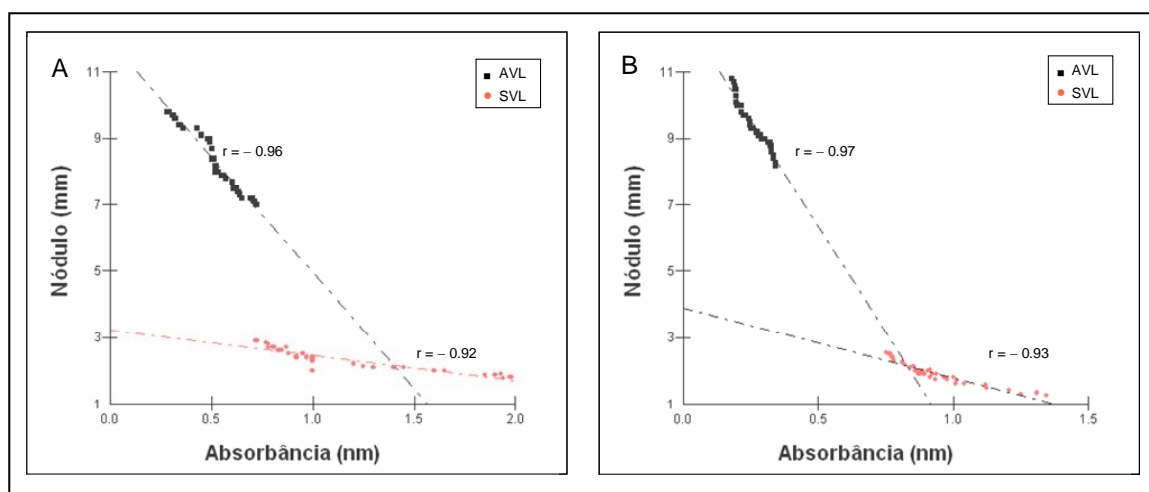 A
AVL
SVL
11
9
7
5
3
1
Nódulo (mm)
r = – 0.96
r = – 0.92
0.0 0.5 1.0 1.5 2.0
Absorbância (nm)
B
AVL
SVL
11
9
7
5
3
1
Nódulo (mm)
r = – 0.97
r = – 0.93
0.0 0.5 1.0 1.5
Absorbância (nm)